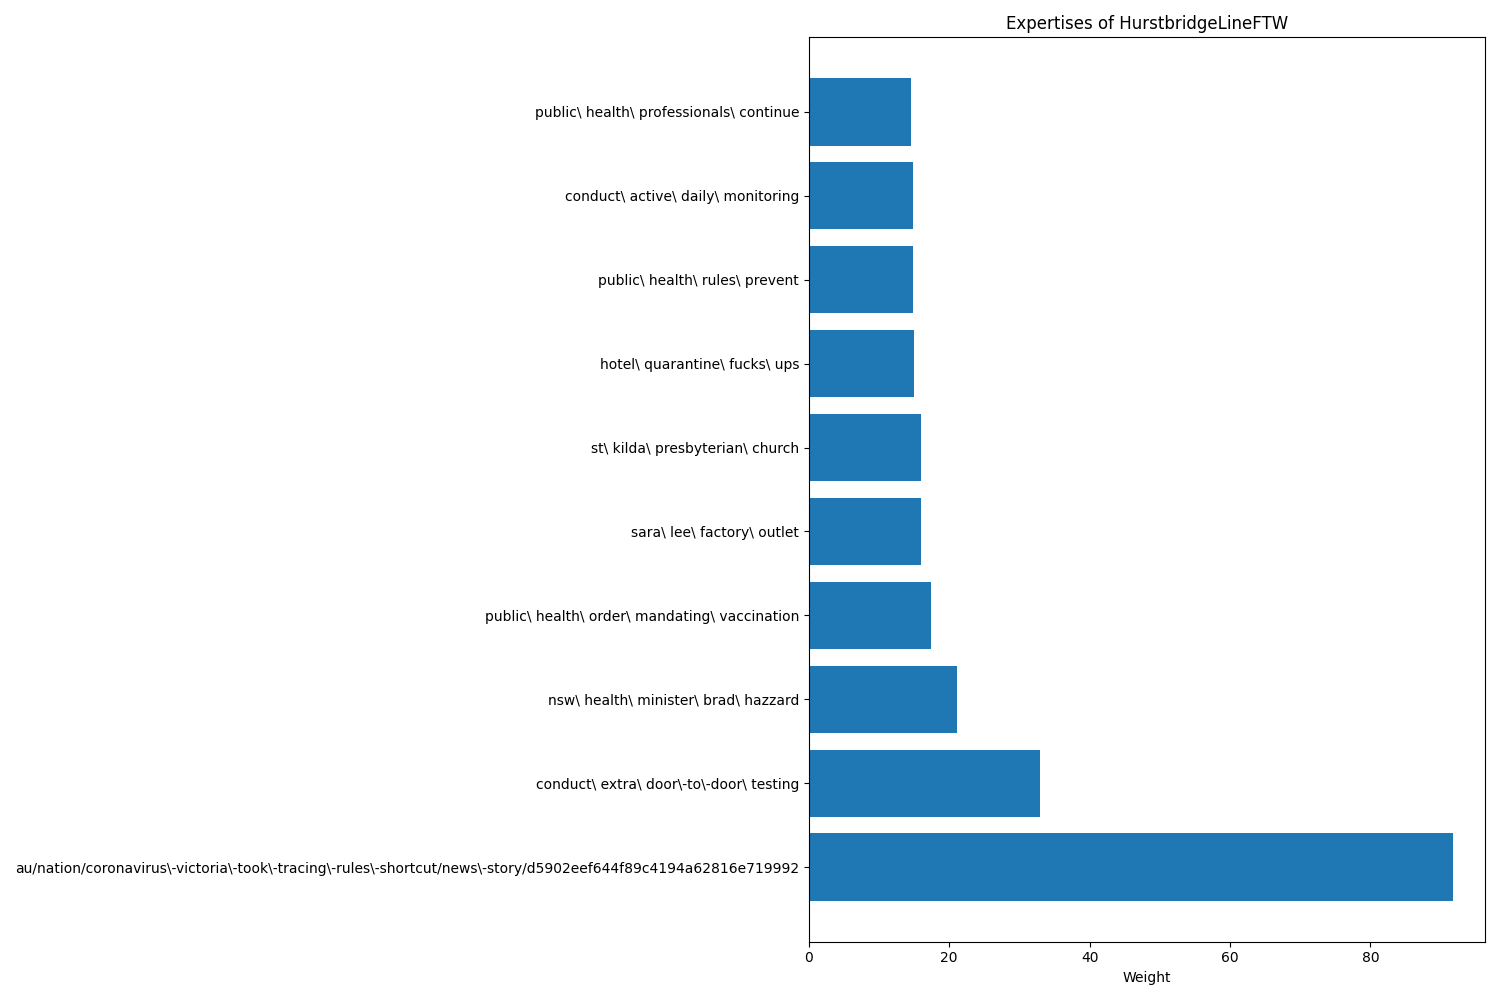 Expertises of HurstbridgeLineFTW
public\ health\ professionals\ continue
conduct\ active\ daily\ monitoring
public\ health\ rules\ prevent
hotel\ quarantine\ fucks\ ups
st\ kilda\ presbyterian\ church
sara\ lee\ factory\ outlet
public\ health\ order\ mandating\ vaccination
nsw\ health\ minister\ brad\ hazzard
conduct\ extra\ door\-to\-door\ testing
au/nation/coronavirus\-victoria\-took\-tracing\-rules\-shortcut/news\-story/d5902eef644f89c4194a62816e719992
0 20 40 60 80
Weight